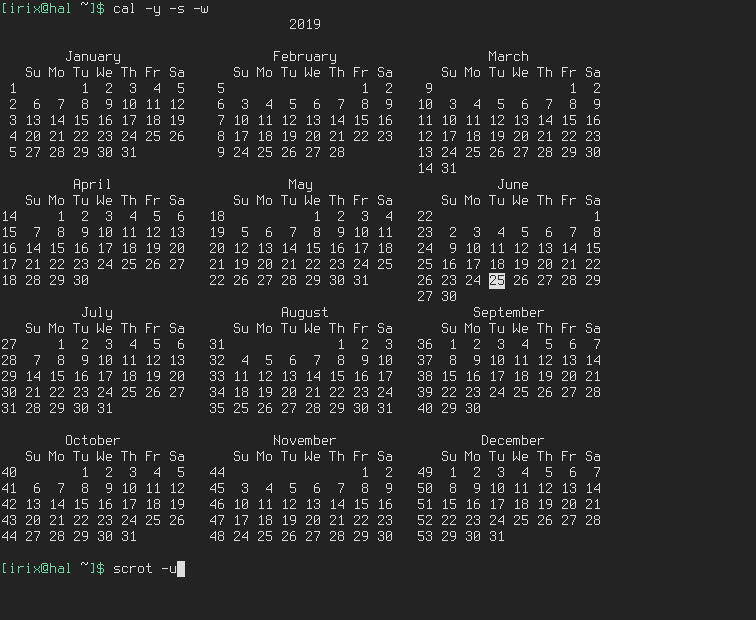 [irix@hal ~]$ cal -y -s -w
                                    2019

        January                   February                   March
   Su Mo Tu We Th Fr Sa      Su Mo Tu We Th Fr Sa      Su Mo Tu We Th Fr Sa
 1        1  2  3  4  5    5                 1  2    9                 1  2
 2  6  7  8  9 10 11 12    6  3  4  5  6  7  8  9   10  3  4  5  6  7  8  9
 3 13 14 15 16 17 18 19    7 10 11 12 13 14 15 16   11 10 11 12 13 14 15 16
 4 20 21 22 23 24 25 26    8 17 18 19 20 21 22 23   12 17 18 19 20 21 22 23
 5 27 28 29 30 31          9 24 25 26 27 28         13 24 25 26 27 28 29 30
                                                    14 31
         April                      May                       June
   Su Mo Tu We Th Fr Sa      Su Mo Tu We Th Fr Sa      Su Mo Tu We Th Fr Sa
14     1  2  3  4  5  6   18           1  2  3  4   22                    1
15  7  8  9 10 11 12 13   19  5  6  7  8  9 10 11   23  2  3  4  5  6  7  8
16 14 15 16 17 18 19 20   20 12 13 14 15 16 17 18   24  9 10 11 12 13 14 15
17 21 22 23 24 25 26 27   21 19 20 21 22 23 24 25   25 16 17 18 19 20 21 22
18 28 29 30               22 26 27 28 29 30 31      26 23 24 25 26 27 28 29
                                                    27 30
          July                     August                  September
   Su Mo Tu We Th Fr Sa      Su Mo Tu We Th Fr Sa      Su Mo Tu We Th Fr Sa
27     1  2  3  4  5  6   31              1  2  3   36  1  2  3  4  5  6  7
28  7  8  9 10 11 12 13   32  4  5  6  7  8  9 10   37  8  9 10 11 12 13 14
29 14 15 16 17 18 19 20   33 11 12 13 14 15 16 17   38 15 16 17 18 19 20 21
30 21 22 23 24 25 26 27   34 18 19 20 21 22 23 24   39 22 23 24 25 26 27 28
31 28 29 30 31            35 25 26 27 28 29 30 31   40 29 30

        October                   November                  December
   Su Mo Tu We Th Fr Sa      Su Mo Tu We Th Fr Sa      Su Mo Tu We Th Fr Sa
40        1  2  3  4  5   44                 1  2   49  1  2  3  4  5  6  7
41  6  7  8  9 10 11 12   45  3  4  5  6  7  8  9   50  8  9 10 11 12 13 14
42 13 14 15 16 17 18 19   46 10 11 12 13 14 15 16   51 15 16 17 18 19 20 21
43 20 21 22 23 24 25 26   47 17 18 19 20 21 22 23   52 22 23 24 25 26 27 28
44 27 28 29 30 31         48 24 25 26 27 28 29 30   53 29 30 31

[irix@hal ~]$ scrot -u